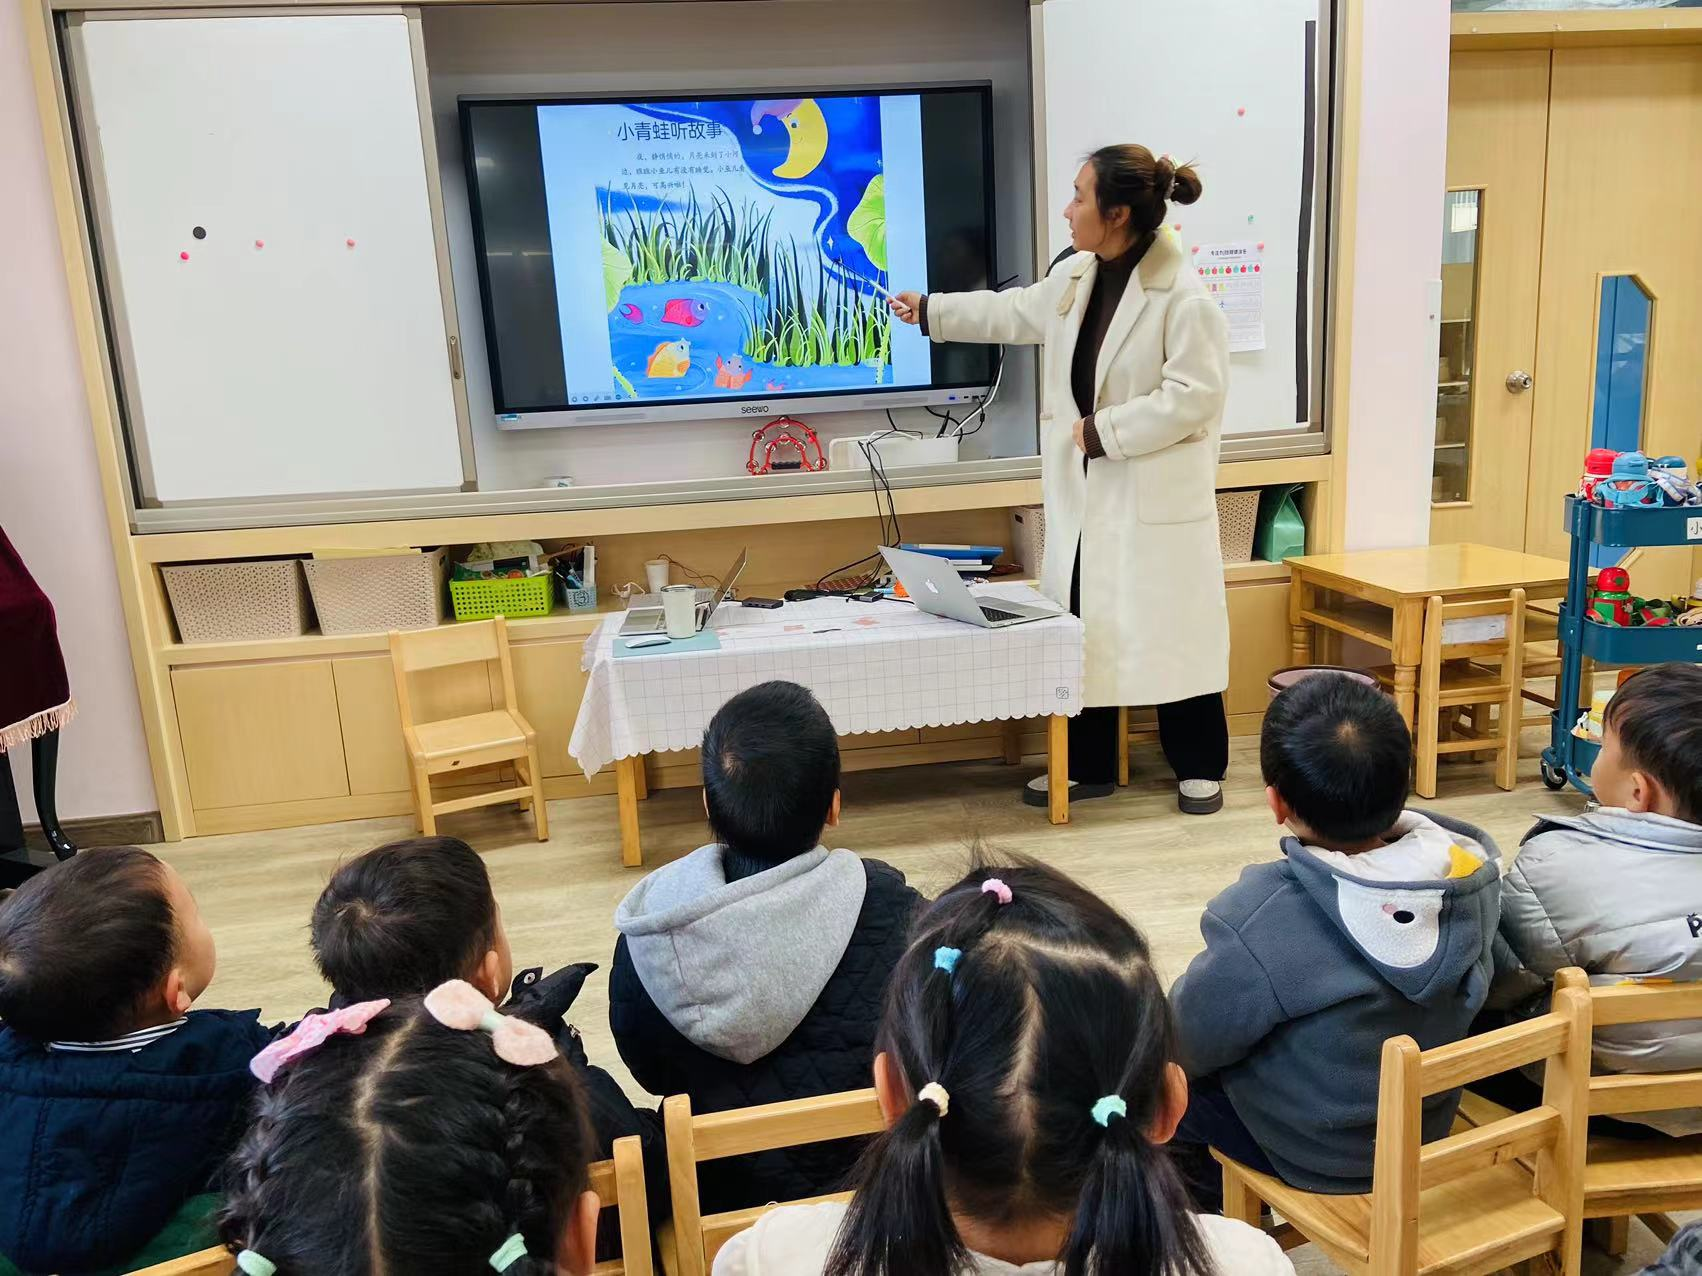 小青蛙听故事
夜，静悄悄的，月亮来到了小河
边，瞧瞧小鱼儿有没有睡觉。小鱼儿看
见月亮，可高兴啦！
seewo